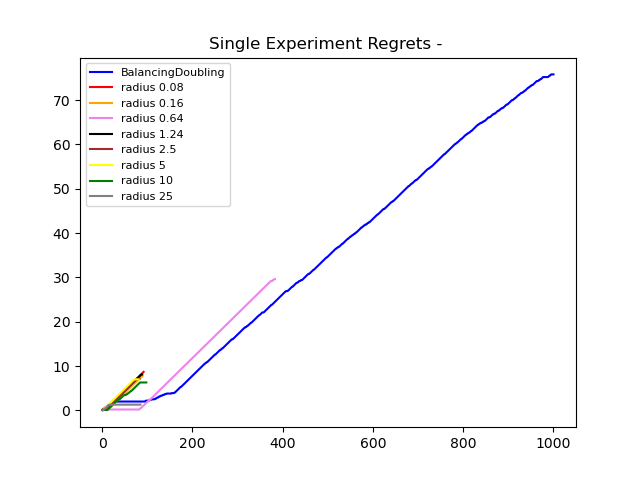 Single Experiment Regrets -
BalancingDoubling
radius 0.08
radius 0.16
radius 0.64
radius 1.24
radius 2.5
radius 5
radius 10
radius 25
70
60
50
40
30
20
10
0
0 200 400 600 800 1000